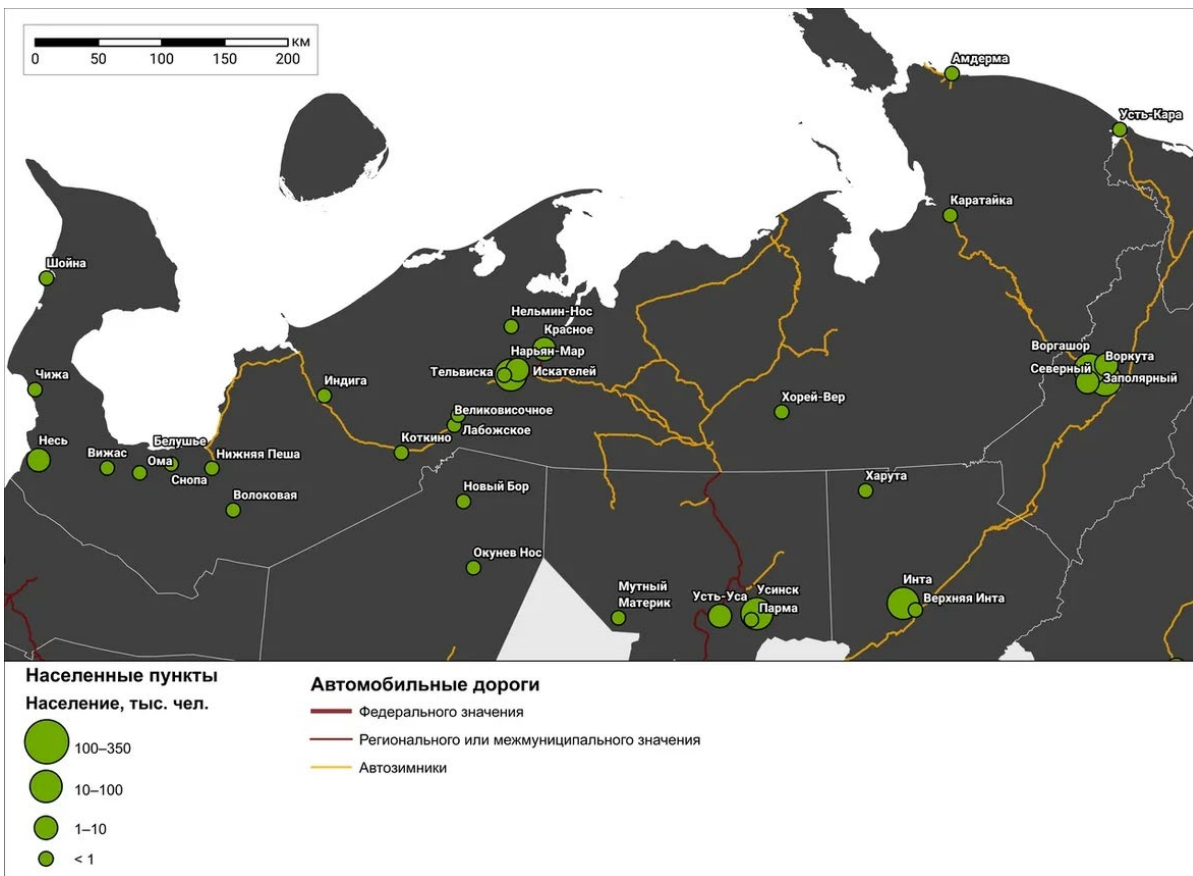 км
0 50 100 150 200
Амдерма
Усть-Кара
Каратайка
Шойна
Нельмин-Нос
Красное
Нарьян-Мар
Тельвиска
Искателей
Воргашор
Воркута
Северный
Заполярный
Чижа
Индига
Хорей-Вер
Великовисочное
Лабожское
Коткино
Несь
Вижас
Ома
Белушье
Снопа
Нижняя Пеша
Волоковая
Новый Бор
Харута
Окунев Нос
Мутный
Материк
Усть-Уса
Усинск
Парма
Инта
Верхняя Инта
Населенные пункты
Население, тыс. чел.
100–350
10–100
1–10
< 1
Автомобильные дороги
Федерального значения
Регионального или межмуниципального значения
Автозимники